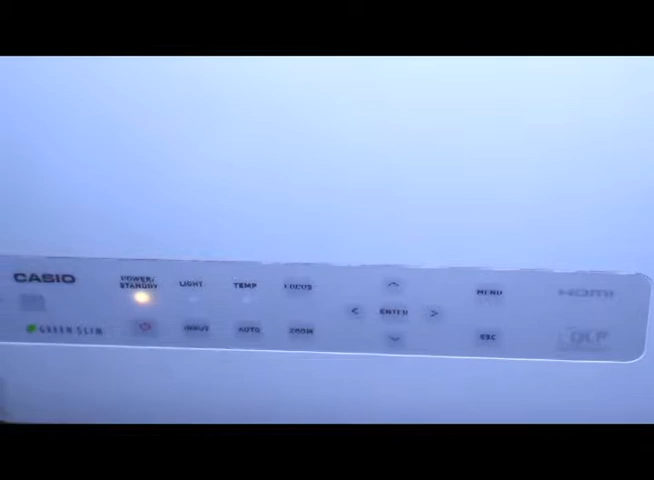 CASIO
POWER/
STANDBY
LIGHT
TEMP
FOCUS
MENU
HDMI
< ENTER >
GREEN SLIM
INPUT
AUTO
ZOOM
ESC
DLP